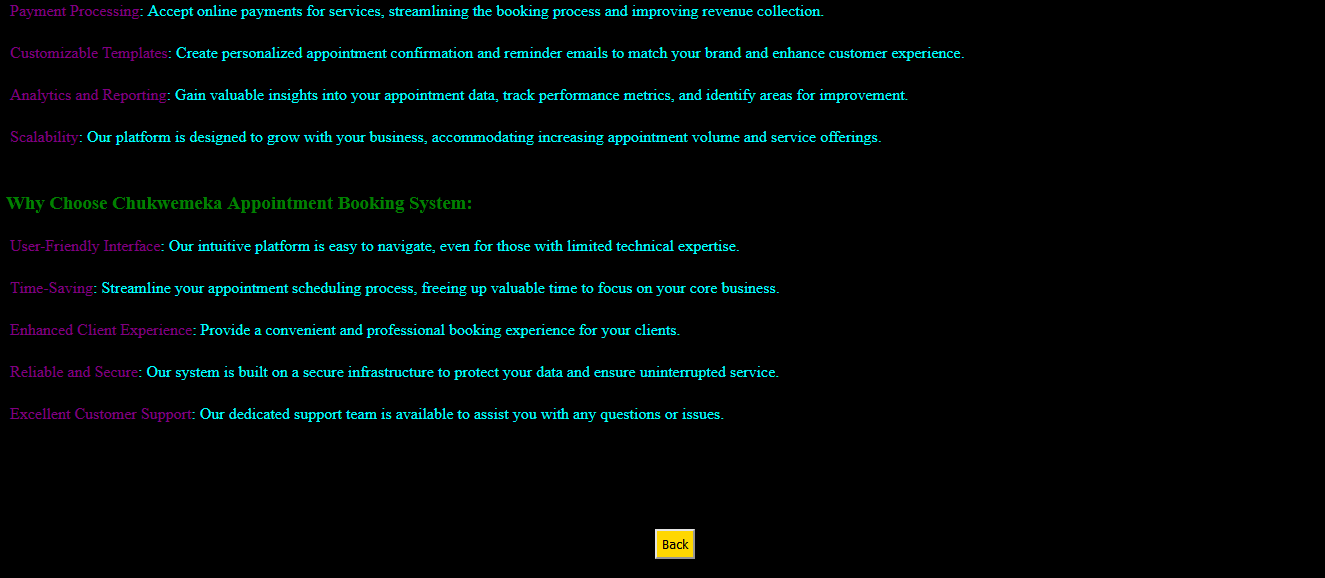 Payment Processing: Accept online payments for services, streamlining the booking process and improving revenue collection.
Customizable Templates: Create personalized appointment confirmation and reminder emails to match your brand and enhance customer experience.
Analytics and Reporting: Gain valuable insights into your appointment data, track performance metrics, and identify areas for improvement.
Scalability: Our platform is designed to grow with your business, accommodating increasing appointment volume and service offerings.
Why Choose Chukwemeka Appointment Booking System:
User-Friendly Interface: Our intuitive platform is easy to navigate, even for those with limited technical expertise.
Time-Saving: Streamline your appointment scheduling process, freeing up valuable time to focus on your core business.
Enhanced Client Experience: Provide a convenient and professional booking experience for your clients.
Reliable and Secure: Our system is built on a secure infrastructure to protect your data and ensure uninterrupted service.
Excellent Customer Support: Our dedicated support team is available to assist you with any questions or issues.
Back